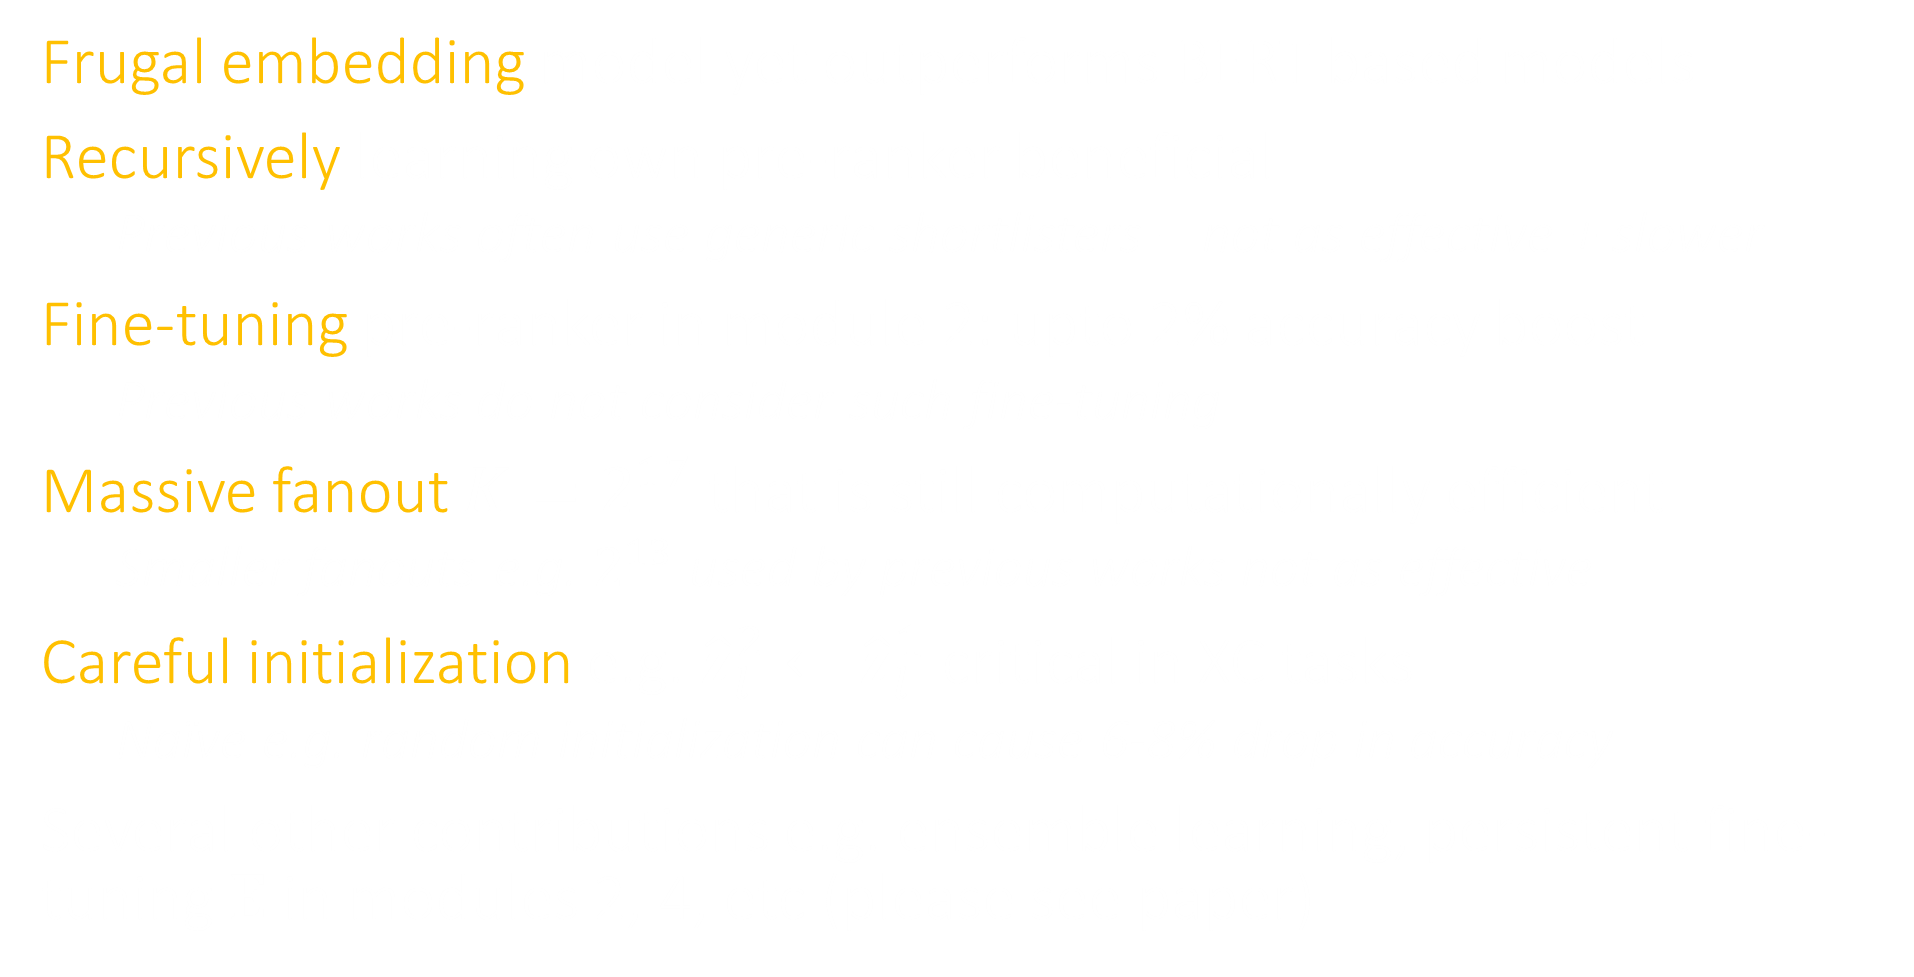 Frugal embedding
Recursively
Fine-tuning
Massive fanout
Careful initialization